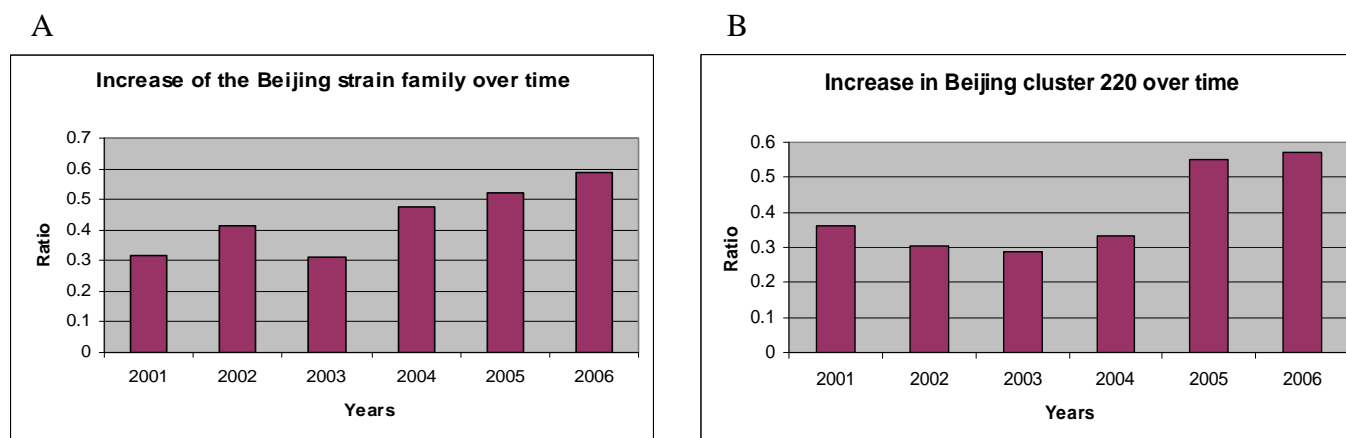 A
Increase of the Beijing strain family over time
0.7
0.6
0.5
0.4
0.3
0.2
0.1
0
Ratio
2001 2002 2003 2004 2005 2006
Years
B
Increase in Beijing cluster 220 over time
0.6
0.5
0.4
0.3
0.2
0.1
0
Ratio
2001 2002 2003 2004 2005 2006
Years